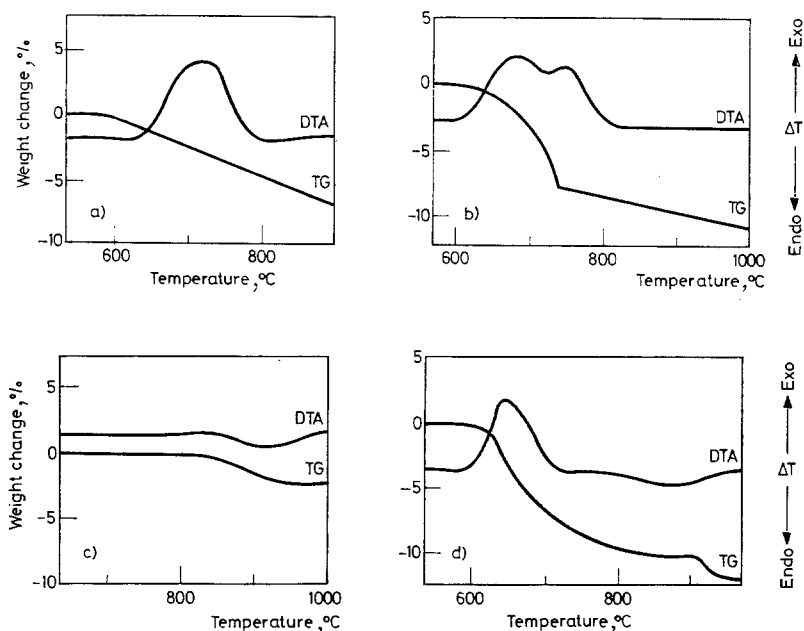 5
0
-5
-10
Weight change, %
a)
DTA
TG
600
800
Temperature, °C
5
0
-5
-10
b)
DTA
TG
600
800
1000
Temperature, °C
Exo
ΔT
Endo
5
0
-5
-10
Weight change, %
c)
DTA
TG
800
1000
Temperature, °C
5
0
-5
-10
d)
DTA
TG
600
800
Temperature, °C
Exo
ΔT
Endo